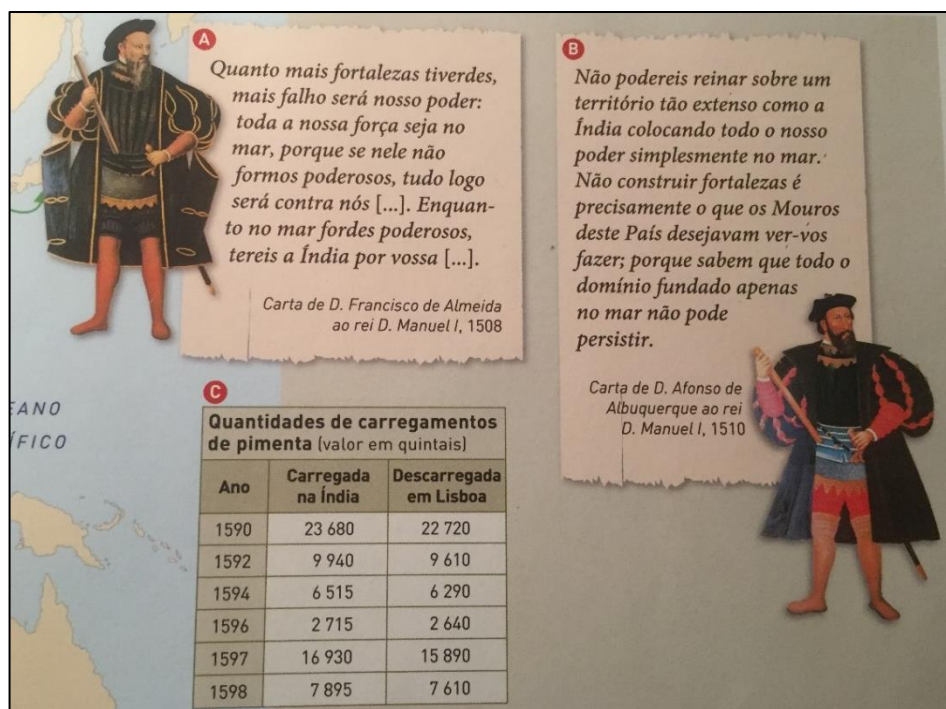 A
Quanto mais fortalezas tiverdes,
mais falho será nosso poder:
toda a nossa força seja no
mar, porque se nele não
formos poderosos, tudo logo
será contra nós [...]. Enquan-
to no mar fordes poderosos,
tereis a Índia por vossa [...].
Carta de D. Francisco de Almeida
ao rei D. Manuel I, 1508
B
Não podereis reinar sobre um
território tão extenso como a
Índia colocando todo o nosso
poder simplesmente no mar.
Não construir fortalezas é
precisamente o que os Mouros
deste País desejavam ver-vos
fazer; porque sabem que todo o
domínio fundado apenas
no mar não pode
persistir.
Carta de D. Afonso de
Albuquerque ao rei
D. Manuel I, 1510
EANO
ÍFICO
C
Quantidades de carregamentos
de pimenta (valor em quintais)
Ano Carregada na Índia Descarregada em Lisboa
1590 23 680 22 720
1592 9 940 9 610
1594 6 515 6 290
1596 2 715 2 640
1597 16 930 15 890
1598 7 895 7 610